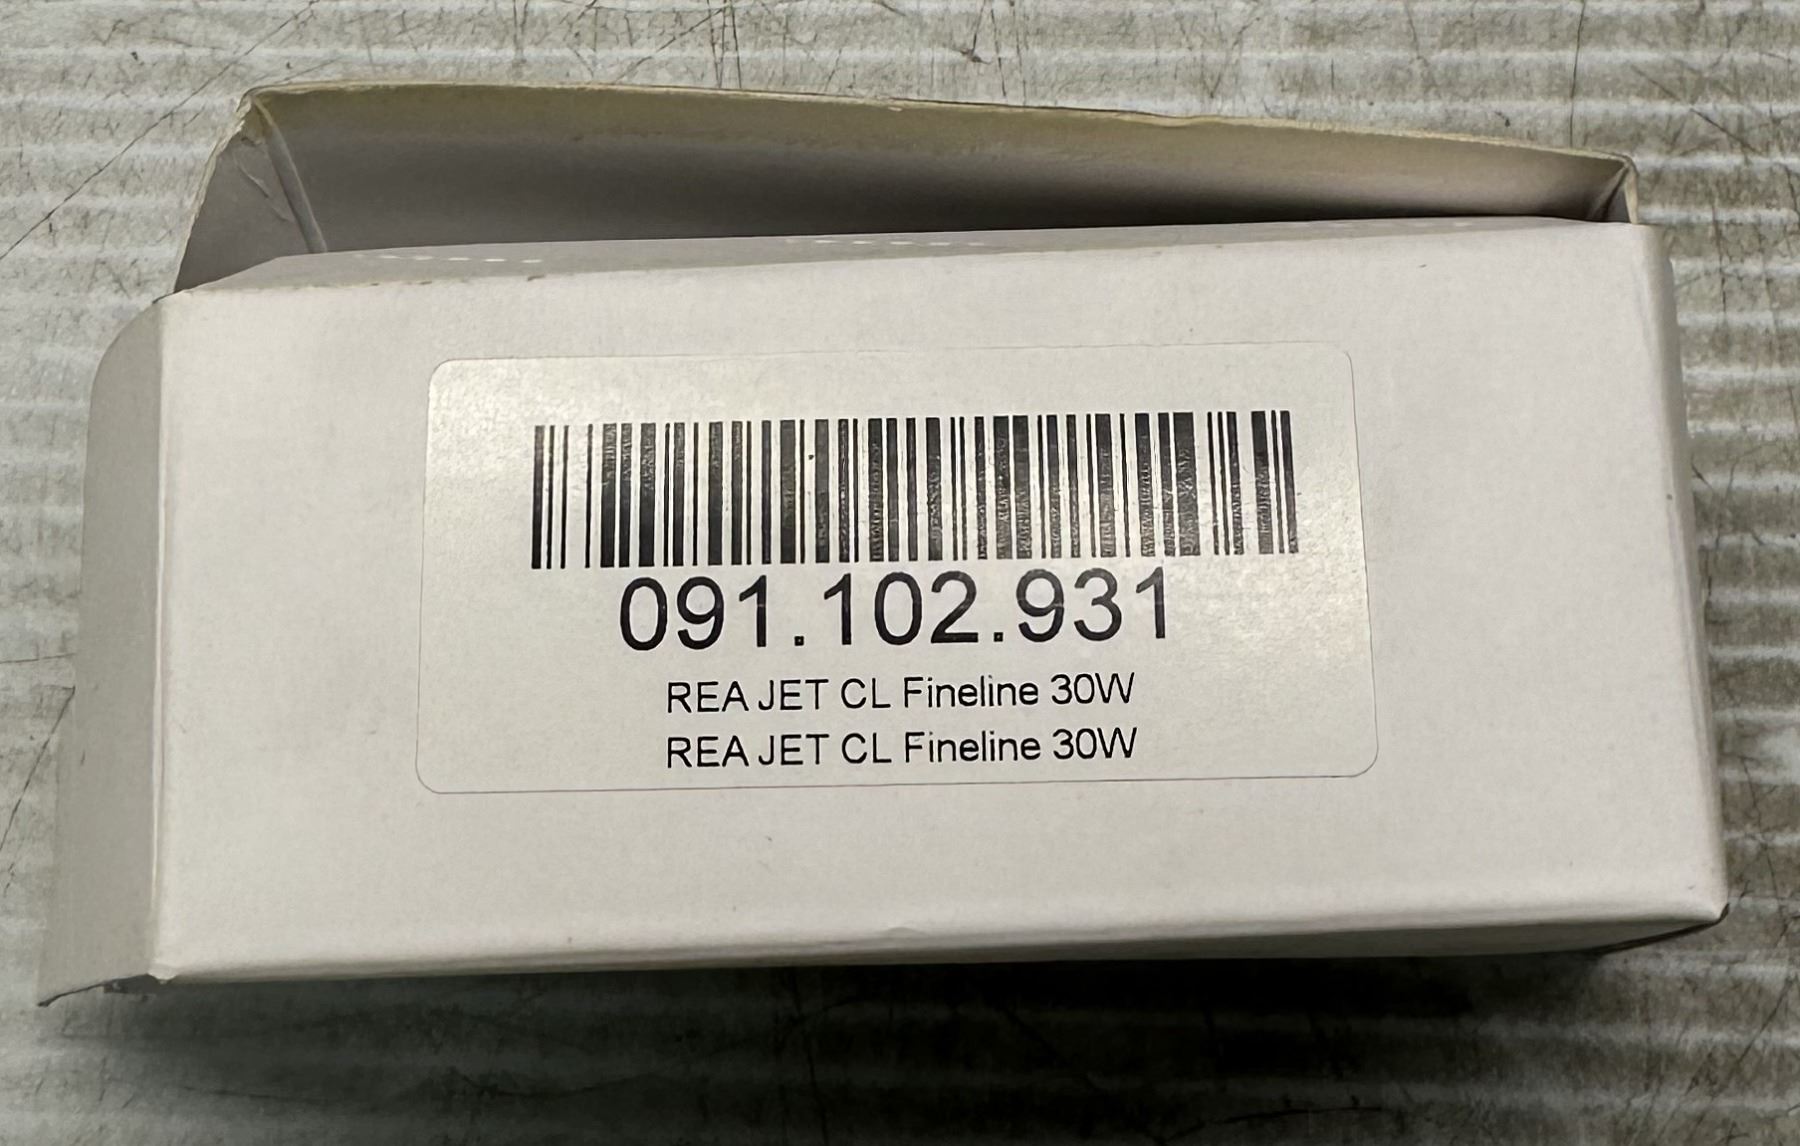 091.102.931
REA JET CL Fineline 30W
REA JET CL Fineline 30W